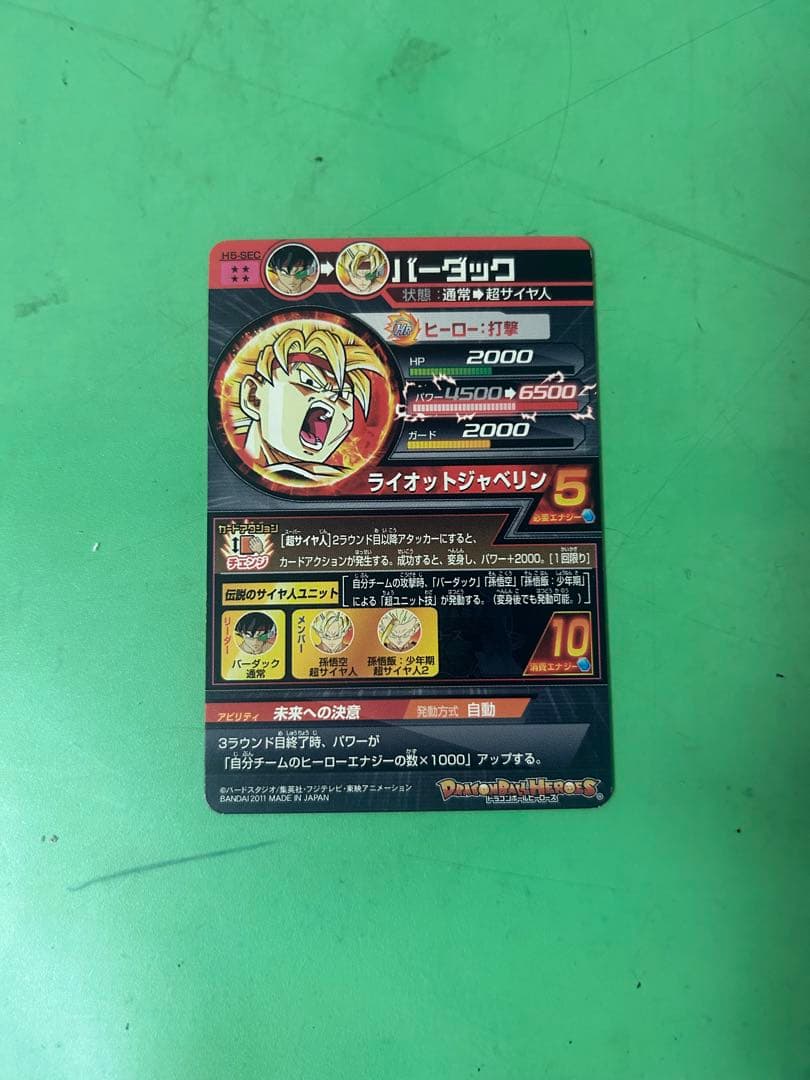 H5-SEC
バーダック
状態:通常➡超サイヤ人
ヒーロー:打撃
HP 2000
パワー 4500➡6500
ガード 2000
ライオットジャベリン 5
必要エナジー
カードアクション
チェンジ
[超サイヤ人]2ラウンド目以降アタッカーにすると、
カードアクションが発生する。成功すると、変身し、パワー+2000。[1回限り]
伝説のサイヤ人ユニット
自分チームの攻撃時、「バーダック」「孫悟空」「孫悟飯:少年期」
による「超ユニット技」が発動する。(変身後でも発動可能。)
リーダー
バーダック
通常
メンバー
孫悟空
超サイヤ人
孫悟飯:少年期
超サイヤ人2
10
消費エナジー
アビリティ 未来への決意 発動方式 自動
3ラウンド目終了時、パワーが
「自分チームのヒーローエナジーの数×1000」アップする。
©バードスタジオ/集英社・フジテレビ・東映アニメーション
BANDAI 2011 MADE IN JAPAN
DRAGONBALL HEROES
ドラゴンボールヒーローズ